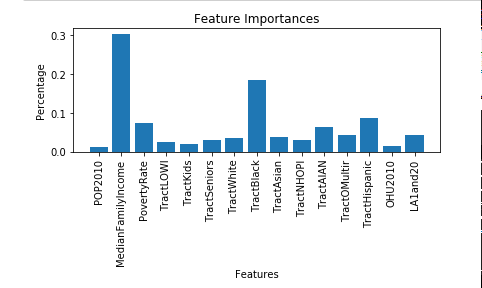 Feature Importances
Percentage
0.3
0.2
0.1
0.0
POP2010
MedianFamilyIncome
PovertyRate
TractLOWI
TractKids
TractSeniors
TractWhite
TractBlack
TractAsian
TractNHOPI
TractAIAN
TractOMultir
TractHispanic
OHU2010
LA1and20
Features